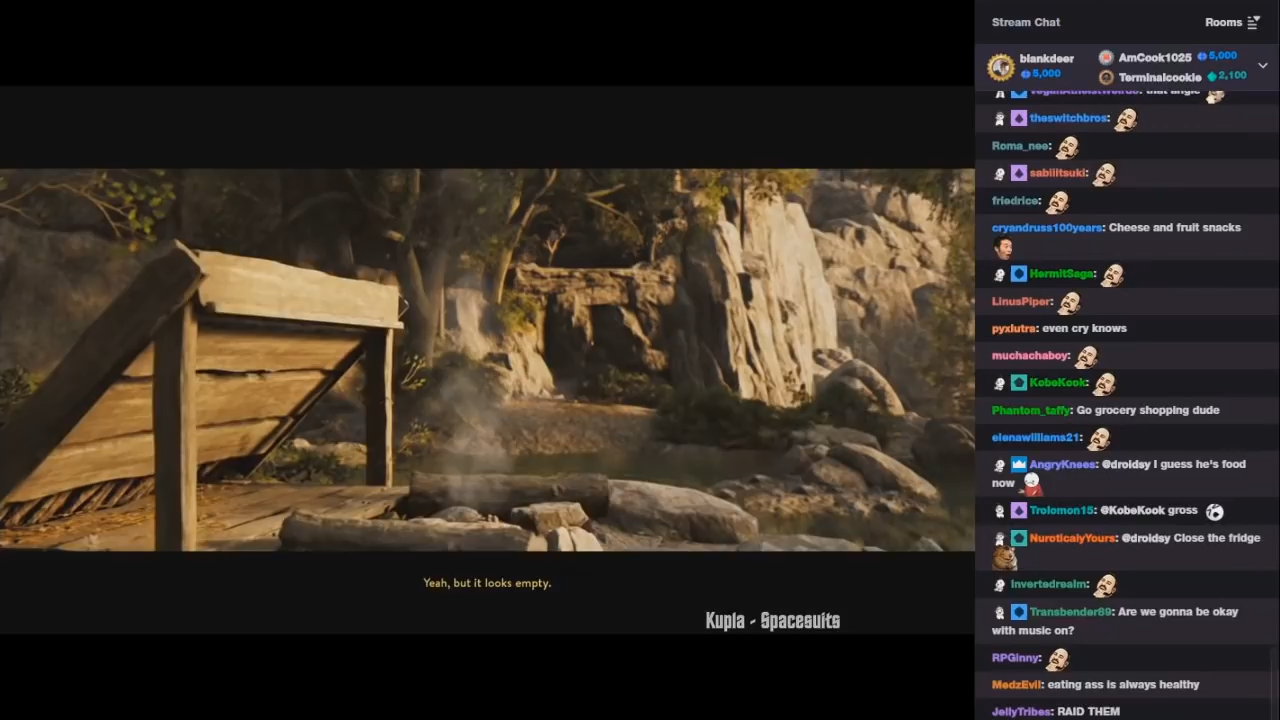 Yeah, but it looks empty.
Kupla - Spacesuits
Stream Chat
Rooms
blankdeer
5,000
AmCook1025 5,000
Terminalcookie 2,100
theswitchbros:
Roma_nee:
sabiitsuki:
friedrice:
cryandruss100years: Cheese and fruit snacks
HermitSaga:
LinusPiper:
pyxlutra: even cry knows
muchachaboy:
KobeKook:
Phantom_taffy: Go grocery shopping dude
elenawilliams21:
AngryKnees: @droidsy I guess he's food
now
Trolomon15: @KobeKook gross
NuroticalyYours: @droidsy Close the fridge
invertedrealm:
Transbender89: Are we gonna be okay
with music on?
RPGinny:
MedzEvil: eating ass is always healthy
JellyTribes: RAID THEM